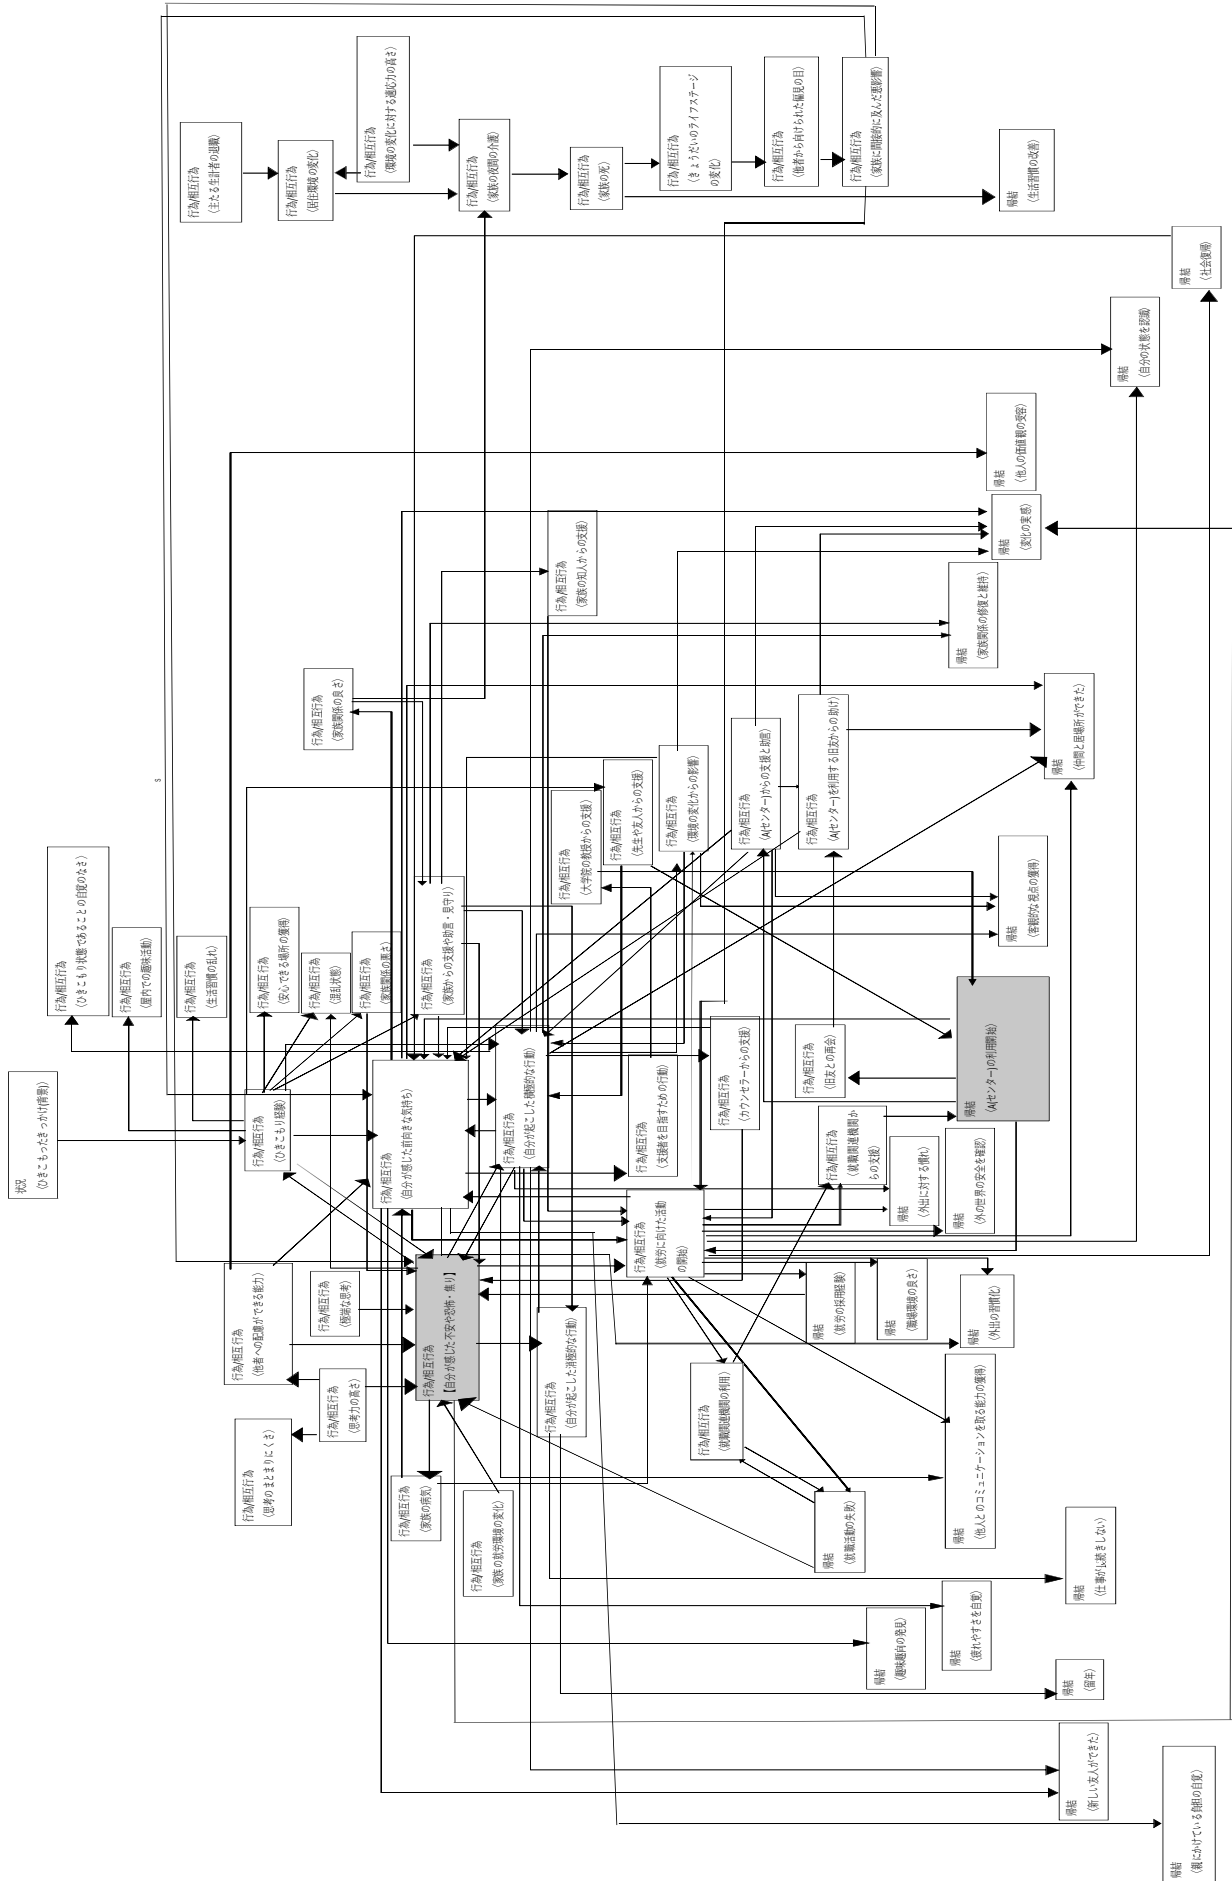 状況
〈ひきこもったきっかけ(背景)〉
行為/相互行為
〈ひきこもり状態であることの自覚のなさ〉
行為/相互行為
〈屋内での趣味活動〉
行為/相互行為
〈生活習慣の乱れ〉
行為/相互行為
〈主たる生計者の退職〉
行為/相互行為
〈ひきこもり経験〉
行為/相互行為
〈安心できる場所の獲得〉
行為/相互行為
〈混乱状態〉
行為/相互行為
〈家族関係の悪さ〉
行為/相互行為
〈家族関係の良さ〉
行為/相互行為
〈居住環境の変化〉
行為/相互行為
〈環境の変化に対する適応力の高さ〉
行為/相互行為
〈思考のまとまりにくさ〉
行為/相互行為
〈他者への配慮ができる能力〉
行為/相互行為
〈思考力の高さ〉
行為/相互行為
〈極端な思考〉
行為/相互行為
〈自分が感じた前向きな気持ち〉
行為/相互行為
〈家族からの支援や助言・見守り〉
行為/相互行為
〈家族の病気〉
行為/相互行為
【自分が感じた不安や恐怖・焦り】
行為/相互行為
〈家族の夜間の介護〉
行為/相互行為
〈家族の就労環境の変化〉
行為/相互行為
〈自分が起こした積極的な行動〉
行為/相互行為
〈自分が起こした消極的な行動〉
行為/相互行為
〈大学院の教授からの支援〉
行為/相互行為
〈家族の知人からの支援〉
行為/相互行為
〈家族の死〉
行為/相互行為
〈先生や友人からの支援〉
行為/相互行為
〈就労に向けた活動
の開始〉
行為/相互行為
〈支援者を目指すための行動〉
行為/相互行為
〈環境の変化からの影響〉
行為/相互行為
〈きょうだいのライフステージ
の変化〉
行為/相互行為
〈就職関連機関の利用〉
行為/相互行為
〈カウンセラーからの支援〉
行為/相互行為
〈A(センター)からの支援と助言〉
行為/相互行為
〈他者から向けられた偏見の目〉
行為/相互行為
〈旧友との再会〉
行為/相互行為
〈A(センター)を利用する旧友からの助け〉
行為/相互行為
〈家族に間接的に及んだ悪影響〉
行為/相互行為
〈就職関連機関か
らの支援〉
帰結
〈就職活動の失敗〉
帰結
〈就労の採用経験〉
帰結
〈職場環境の良さ〉
帰結
〈外出に対する慣れ〉
帰結
〈外の世界の安全を確認〉
帰結
〈A(センター)の利用開始〉
帰結
〈趣味趣向の発見〉
帰結
〈疲れやすさを自覚〉
帰結
〈他人とのコミュニケーションを取る能力の獲得〉
帰結
〈外出の習慣化〉
帰結
〈家族関係の修復と維持〉
帰結
〈客観的な視点の獲得〉
帰結
〈変化の実感〉
帰結
〈他人の価値観の受容〉
帰結
〈生活習慣の改善〉
帰結
〈仲間と居場所ができた〉
帰結
〈新しい友人ができた〉
帰結
〈留年〉
帰結
〈仕事が長続きしない〉
帰結
〈自分の状態を認識〉
帰結
〈社会復帰〉
帰結
〈親にかけている負担の自覚〉
s